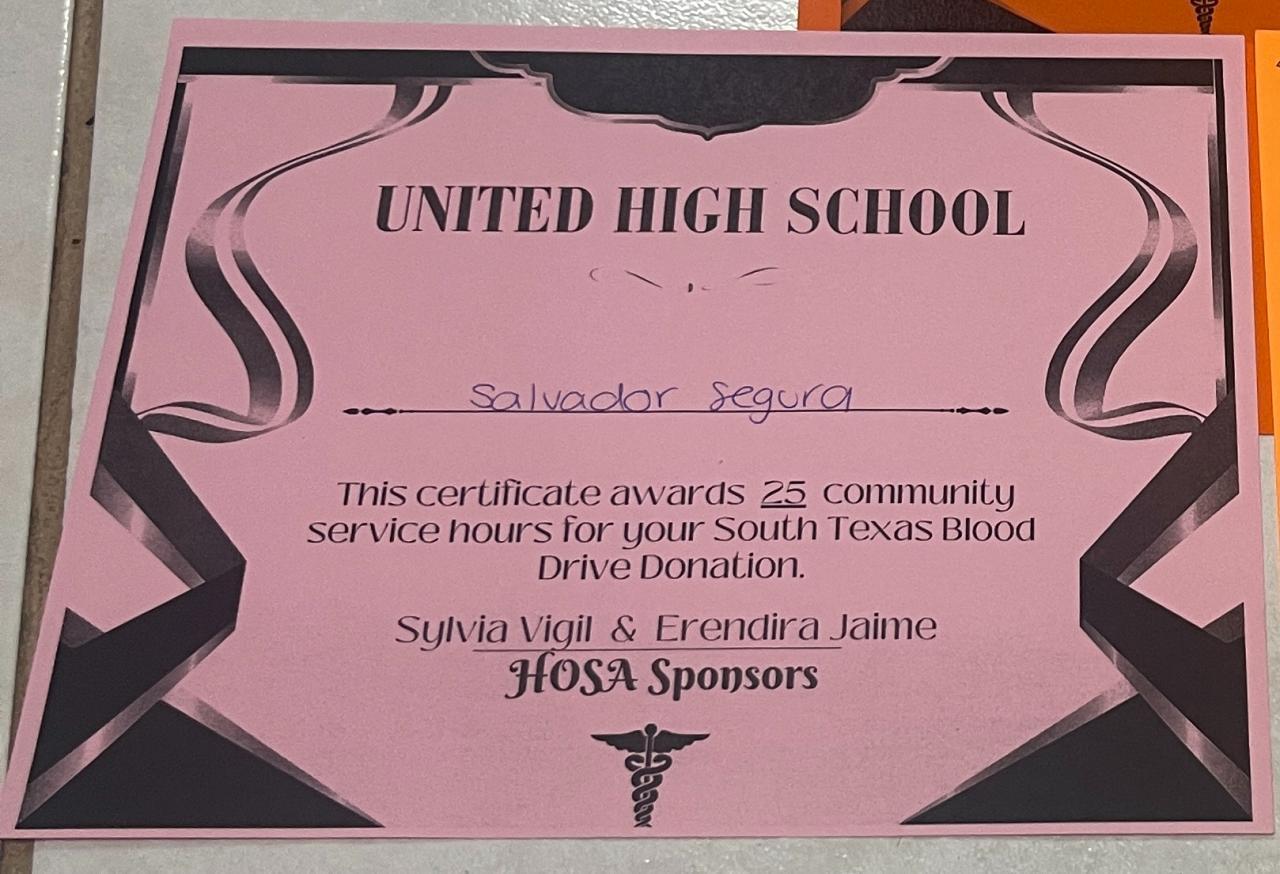 UNITED HIGH SCHOOL
Salvador Segura
This certificate awards 25 community
service hours for your South Texas Blood
Drive Donation.
Sylvia Vigil & Erendira Jaime
HOSA Sponsors